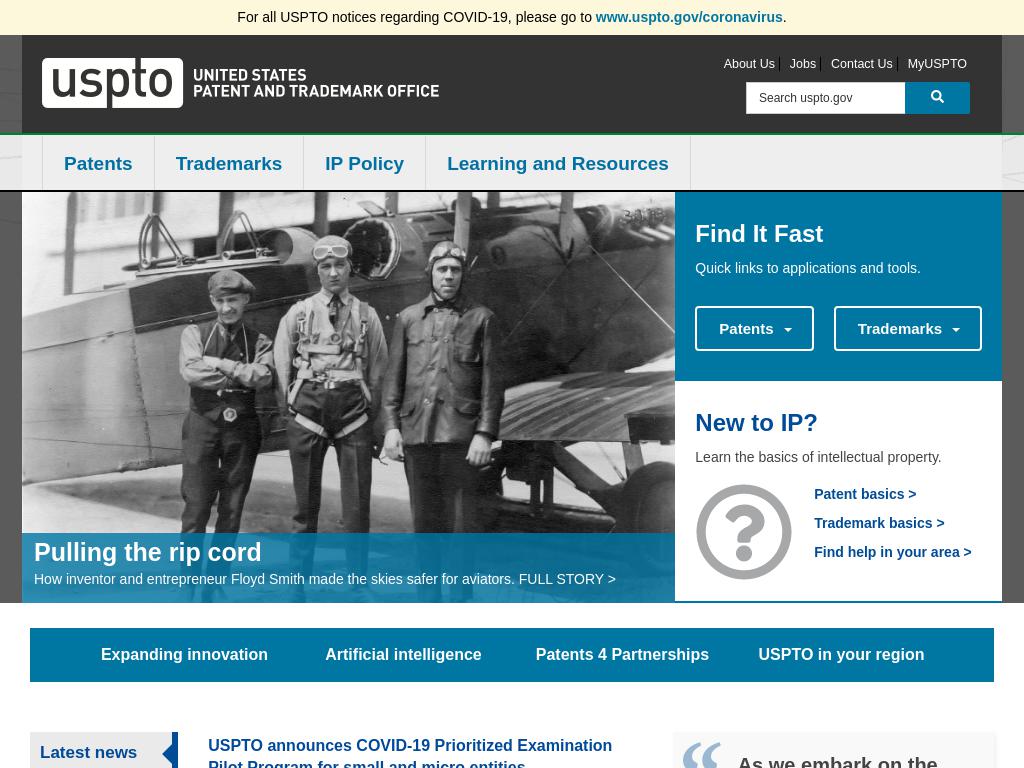 For all USPTO notices regarding COVID-19, please go to www.uspto.gov/coronavirus.
uspto
UNITED STATES
PATENT AND TRADEMARK OFFICE
About Us
Jobs
Contact Us
MyUSPTO
Search uspto.gov
Patents
Trademarks
IP Policy
Learning and Resources
Find It Fast
Quick links to applications and tools.
Patents
Trademarks
New to IP?
Learn the basics of intellectual property.
?
Patent basics >
Trademark basics >
Find help in your area >
Pulling the rip cord
How inventor and entrepreneur Floyd Smith made the skies safer for aviators. FULL STORY >
Expanding innovation
Artificial intelligence
Patents 4 Partnerships
USPTO in your region
Latest news
USPTO announces COVID-19 Prioritized Examination
Pilot Program for small and micro entities
“
As we embark on the